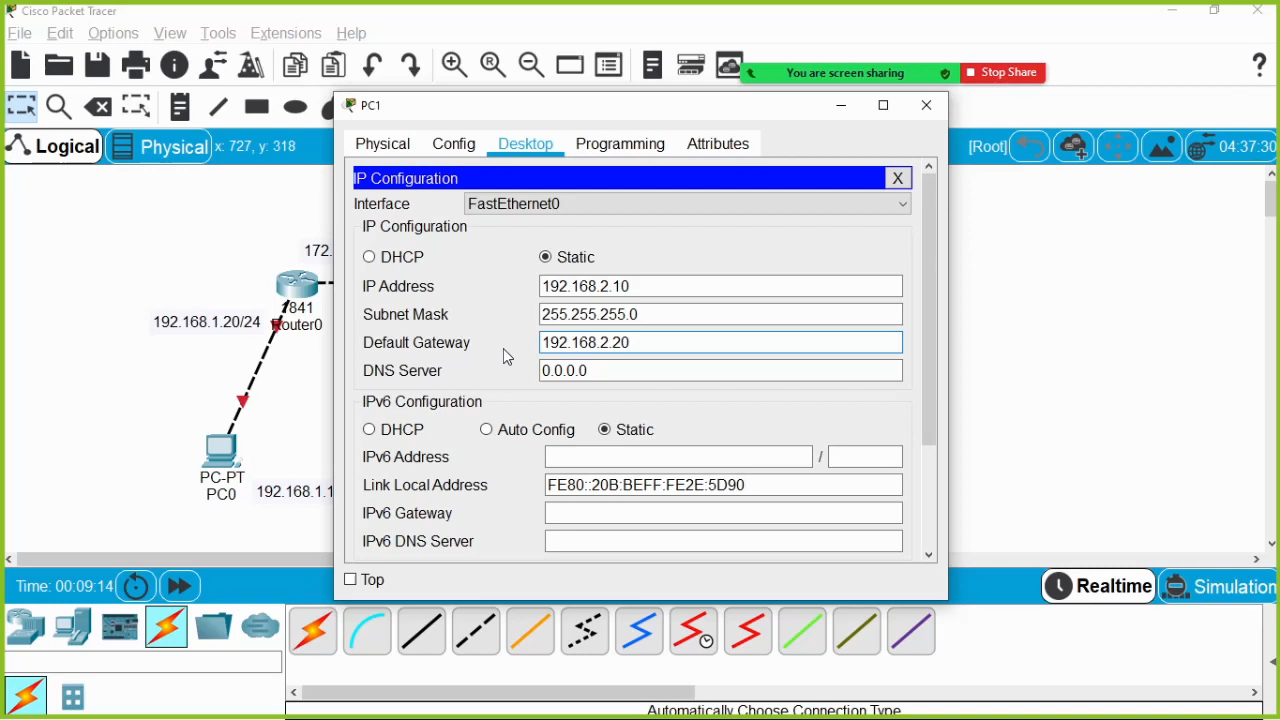 Cisco Packet Tracer
File Edit Options View Tools Extensions Help
You are screen sharing Stop Share
PC1
Logical Physical x: 727, y: 318 [Root] 04:37:30
Physical Config Desktop Programming Attributes
IP Configuration X
Interface FastEthernet0
IP Configuration
DHCP Static
IP Address 192.168.2.10
Subnet Mask 255.255.255.0
Default Gateway 192.168.2.20
DNS Server 0.0.0.0
IPv6 Configuration
DHCP Auto Config Static
IPv6 Address /
Link Local Address FE80::20B:BEFF:FE2E:5D90
IPv6 Gateway
IPv6 DNS Server
Top
172.
1841
Router0
192.168.1.20/24
PC-PT
PC0
192.168.1.1
Time: 00:09:14 Realtime Simulation
Automatically Choose Connection Type